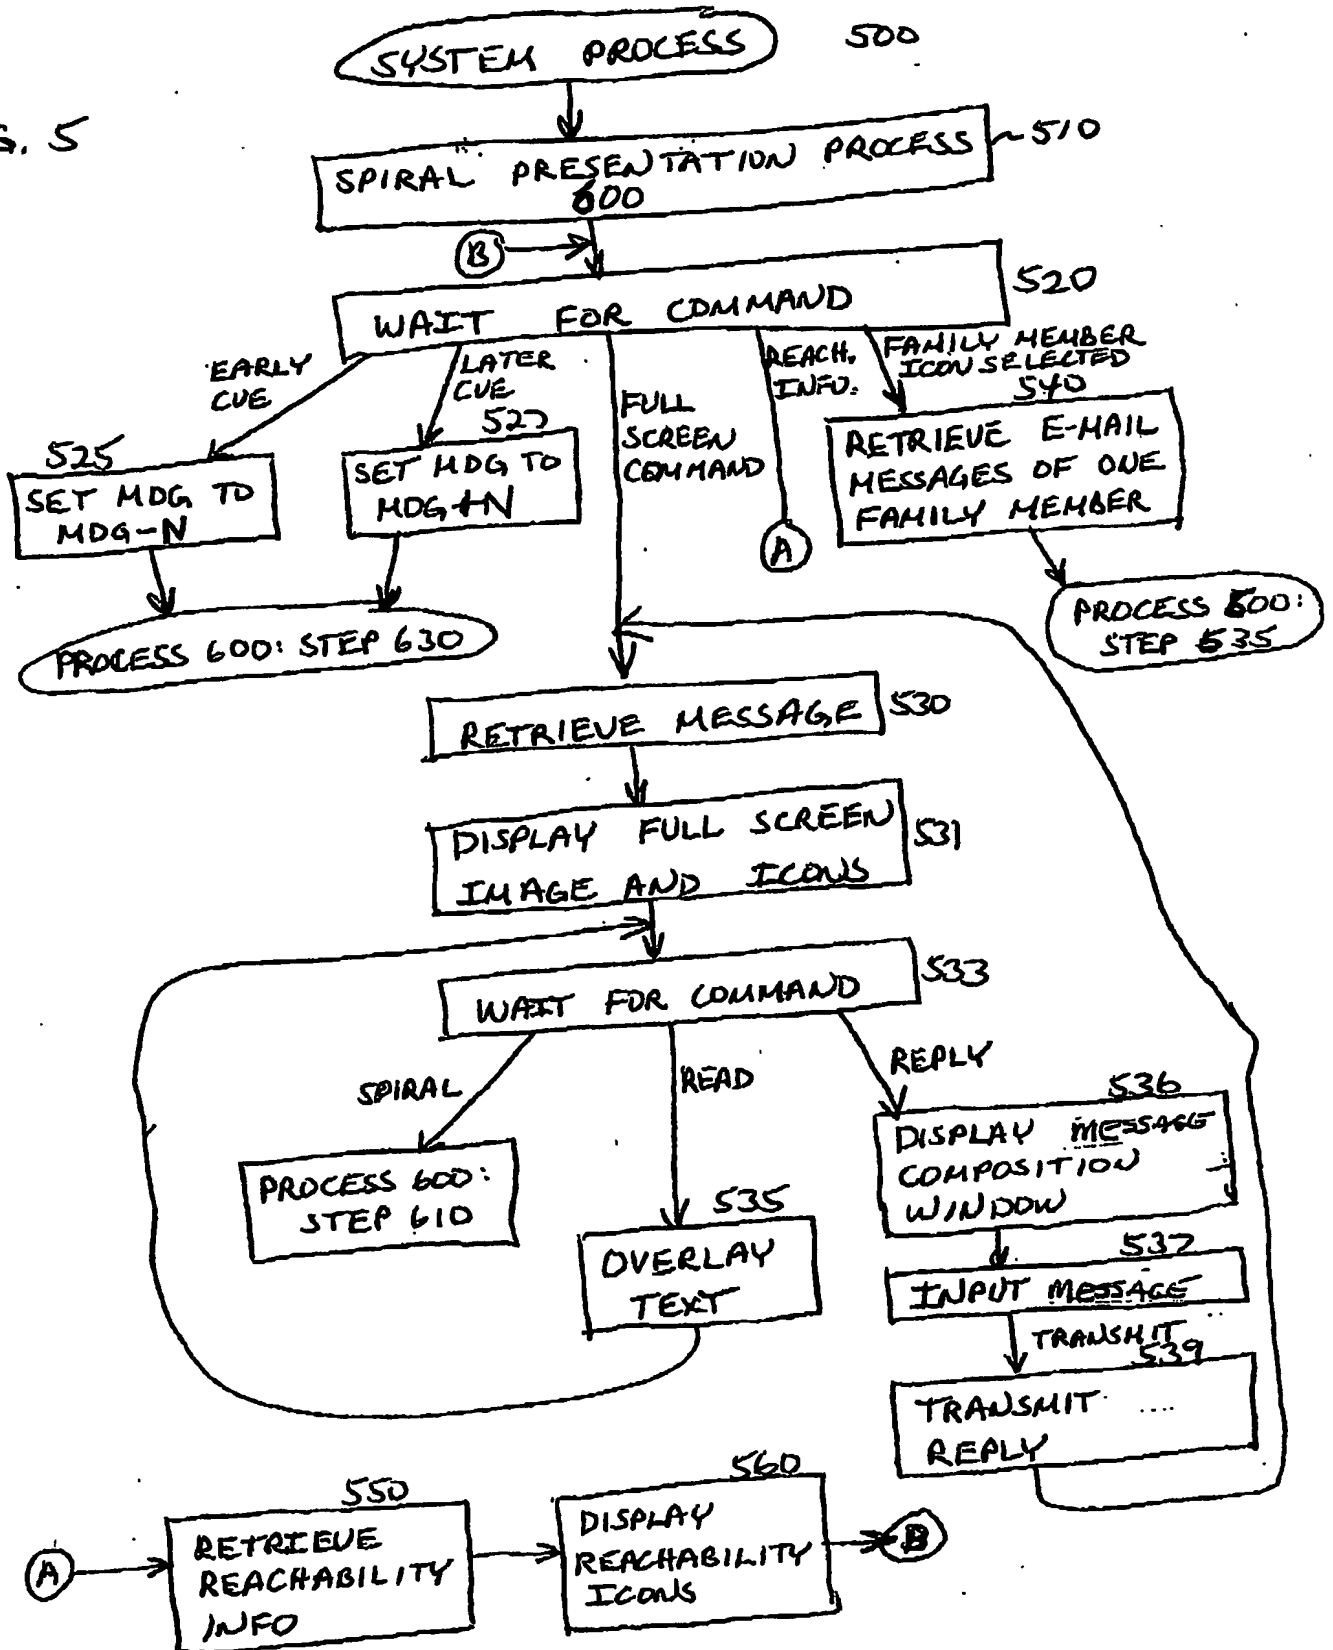 SYSTEM PROCESS
500
G. 5
SPIRAL PRESENTATION PROCESS
600
510
B
WAIT FOR COMMAND
520
EARLY
CUE
LATER
CUE
FULL
SCREEN
COMMAND
REACH.
INFO.
FAMILY MEMBER
ICON SELECTED
525
SET MDG TO
MDG-N
527
SET MDG TO
MDG+N
A
540
RETRIEVE E-MAIL
MESSAGES OF ONE
FAMILY MEMBER
PROCESS 600: STEP 630
PROCESS 600:
STEP 635
RETRIEVE MESSAGE
530
DISPLAY FULL SCREEN
IMAGE AND ICONS
531
WAIT FOR COMMAND
533
SPIRAL
READ
REPLY
PROCESS 600:
STEP 610
535
OVERLAY
TEXT
536
DISPLAY MESSAGE
COMPOSITION
WINDOW
537
INPUT MESSAGE
TRANSMIT
539
TRANSMIT
REPLY
A
550
RETRIEVE
REACHABILITY
INFO
560
DISPLAY
REACHABILITY
ICONS
B